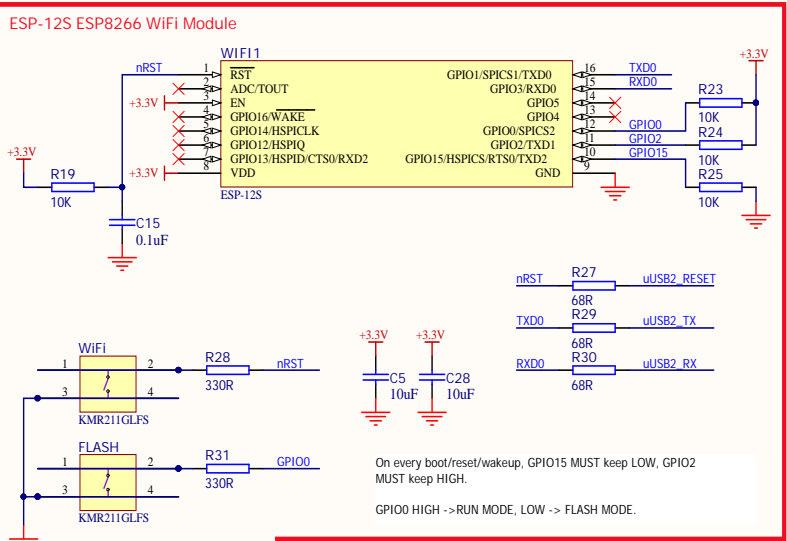 ESP-12S ESP8266 WiFi Module
WIFI1
nRST
1
RST
GPIO1/SPICS1/TXD0
16
TXD0
2
ADC/TOUT
GPIO3/RXD0
15
RXD0
+3.3V
3
EN
GPIO5
14
4
GPIO16/WAKE
GPIO4
13
5
GPIO14/HSPICLK
GPIO0/SPICS2
12
GPIO0
6
GPIO12/HSPIQ
GPIO2/TXD1
11
GPIO2
7
GPIO13/HSPID/CTS0/RXD2
GPIO15/HSPICS/RTS0/TXD2
10
GPIO15
+3.3V
8
VDD
GND
9
ESP-12S
+3.3V
R23
10K
R24
10K
R25
10K
+3.3V
R19
10K
C15
0.1uF
nRST
R27
68R
uUSB2_RESET
TXD0
R29
68R
uUSB2_TX
RXD0
R30
68R
uUSB2_RX
WiFi
1
2
3
4
KMR211GLFS
R28
330R
nRST
+3.3V
C5
10uF
+3.3V
C28
10uF
FLASH
1
2
3
4
KMR211GLFS
R31
330R
GPIO0
On every boot/reset/wakeup, GPIO15 MUST keep LOW, GPIO2
MUST keep HIGH.
GPIO0 HIGH ->RUN MODE, LOW -> FLASH MODE.